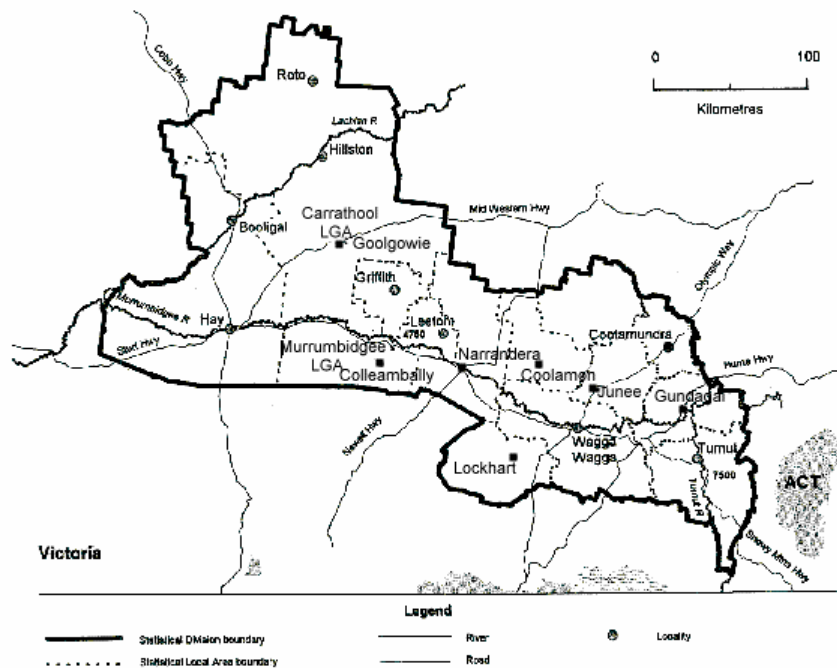 Cobb Hwy
Roto
0 100
Kilometres
Lachlan R
Hillston
Booligal
Carrathool
LGA
Goolgowie
Mid Western Hwy
Olympic Way
Griffith
Murrumbidgee R
Hay
Leeton
4760
Cootamundra
Sturt Hwy
Murrumbidgee
LGA
Colleambally
Narrandera
Coolamon
Hume Hwy
Junee
Gundagai
Newell Hwy
Wagga
Wagga
Tumut
7500
Lockhart
ACT
Tumut R
Snowy Mtns Hwy
Victoria
Legend
Statistical Division boundary
River
Locality
Statistical Local Area boundary
Road